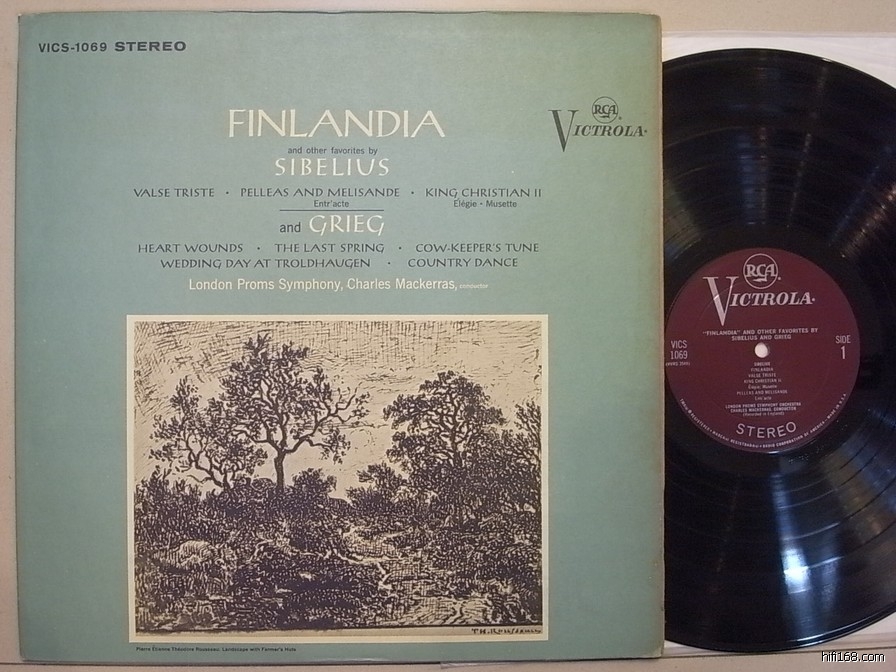 VICS-1069 STEREO
FINLANDIA
and other favorites by
SIBELIUS
VALSE TRISTE • PELLEAS AND MELISANDE • KING CHRISTIAN II
Entr'acte
Élégie • Musette
and GRIEG
HEART WOUNDS • THE LAST SPRING • COW-KEEPER'S TUNE
WEDDING DAY AT TROLDHAUGEN • COUNTRY DANCE
London Proms Symphony, Charles Mackerras, conductor
RCA
VICTROLA
TH. Rousseau
Pierre Étienne Théodore Rousseau: Landscape with Farmer's Hut
RCA
VICTROLA
"FINLANDIA" AND OTHER FAVORITES BY
SIBELIUS AND GRIEG
VICS
1069
SIDE
1
SIBELIUS
FINLANDIA
VALSE TRISTE
KING CHRISTIAN II
Élégie; Musette
PELLEAS AND MELISANDE
Entr'acte
LONDON PROMS SYMPHONY ORCHESTRA
CHARLES MACKERRAS, CONDUCTOR
(Recorded in England)
STEREO
hifi168.com